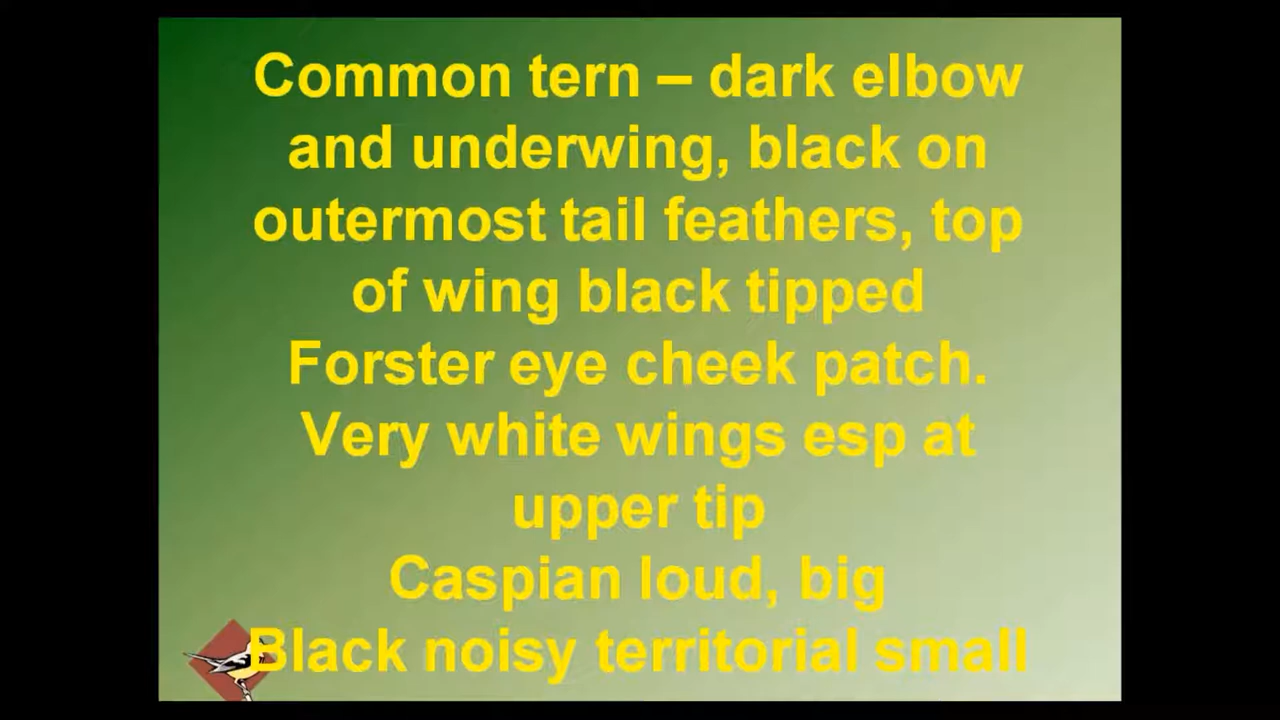 Common tern – dark elbow
and underwing, black on
outermost tail feathers, top
of wing black tipped
Forster eye cheek patch.
Very white wings esp at
upper tip
Caspian loud, big
Black noisy territorial small